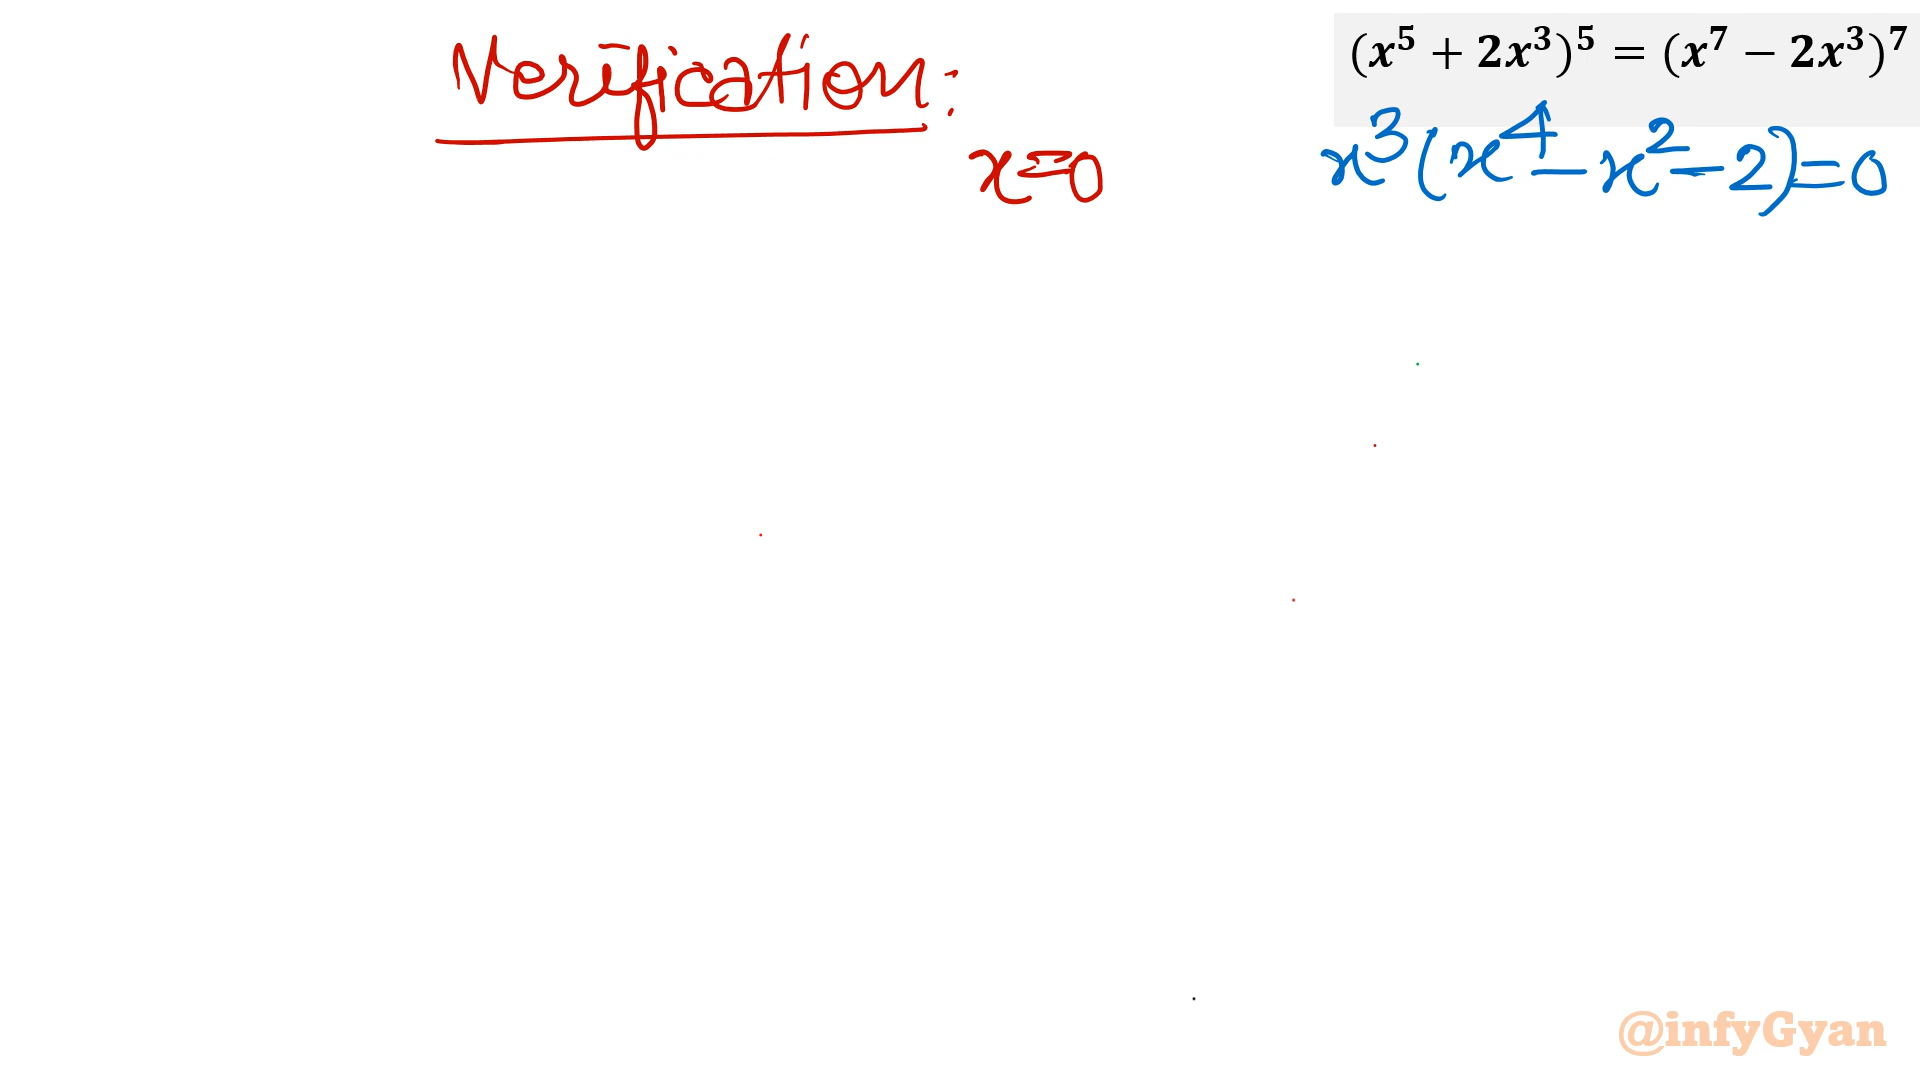 Verification:
(x⁵ + 2x³)⁵ = (x⁷ − 2x³)⁷
x=0
x³(x⁴−x²−2)=0
@infyGyan